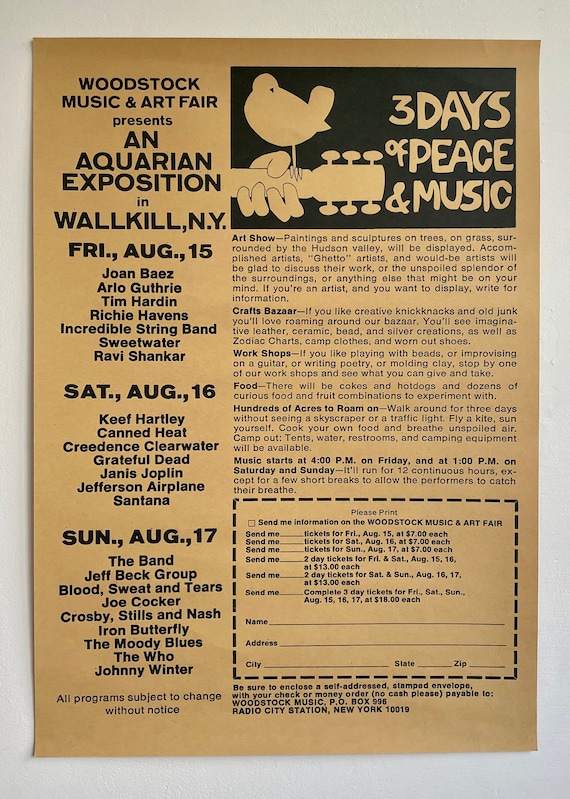 WOODSTOCK
MUSIC & ART FAIR
presents
AN
AQUARIAN
EXPOSITION
in
WALLKILL, N.Y.
FRI., AUG., 15
Joan Baez
Arlo Guthrie
Tim Hardin
Richie Havens
Incredible String Band
Sweetwater
Ravi Shankar
SAT., AUG., 16
Keef Hartley
Canned Heat
Creedence Clearwater
Grateful Dead
Janis Joplin
Jefferson Airplane
Santana
SUN., AUG., 17
The Band
Jeff Beck Group
Blood, Sweat and Tears
Joe Cocker
Crosby, Stills and Nash
Iron Butterfly
The Moody Blues
The Who
Johnny Winter
All programs subject to change
without notice
3 DAYS
of PEACE
& MUSIC
Art Show—Paintings and sculptures on trees, on grass, sur-
rounded by the Hudson valley, will be displayed. Accom-
plished artists, "Ghetto" artists, and would-be artists will
be glad to discuss their work, or the unspoiled splendor of
the surroundings, or anything else that might be on your
mind. If you're an artist, and you want to display, write for
information.
Crafts Bazaar—If you like creative knickknacks and old junk
you'll love roaming around our bazaar. You'll see imagina-
tive leather, ceramic, bead, and silver creations, as well as
Zodiac Charts, camp clothes, and worn out shoes.
Work Shops—If you like playing with beads, or improvising
on a guitar, or writing poetry, or molding clay, stop by one
of our work shops and see what you can give and take.
Food—There will be cokes and hotdogs and dozens of
curious food and fruit combinations to experiment with.
Hundreds of Acres to Roam on—Walk around for three days
without seeing a skyscraper or a traffic light. Fly a kite, sun
yourself. Cook your own food and breathe unspoiled air.
Camp out: Tents, water, restrooms, and camping equipment
will be available.
Music starts at 4:00 P.M. on Friday, and at 1:00 P.M. on
Saturday and Sunday—It'll run for 12 continuous hours, ex-
cept for a few short breaks to allow the performers to catch
their breathe.
Please Print
Send me information on the WOODSTOCK MUSIC & ART FAIR
Send me____tickets for Fri., Aug. 15, at $7.00 each
Send me____tickets for Sat., Aug. 16, at $7.00 each
Send me____tickets for Sun., Aug. 17, at $7.00 each
Send me____2 day tickets for Fri. & Sat., Aug. 15, 16,
at $13.00 each
Send me____2 day tickets for Sat. & Sun., Aug. 16, 17,
at $13.00 each
Send me____Complete 3 day tickets for Fri., Sat., Sun.,
Aug. 15, 16, 17, at $18.00 each
Name
Address
City State Zip
Be sure to enclose a self-addressed, stamped envelope,
with your check or money order (no cash please) payable to:
WOODSTOCK MUSIC, P.O. BOX 996
RADIO CITY STATION, NEW YORK 10019